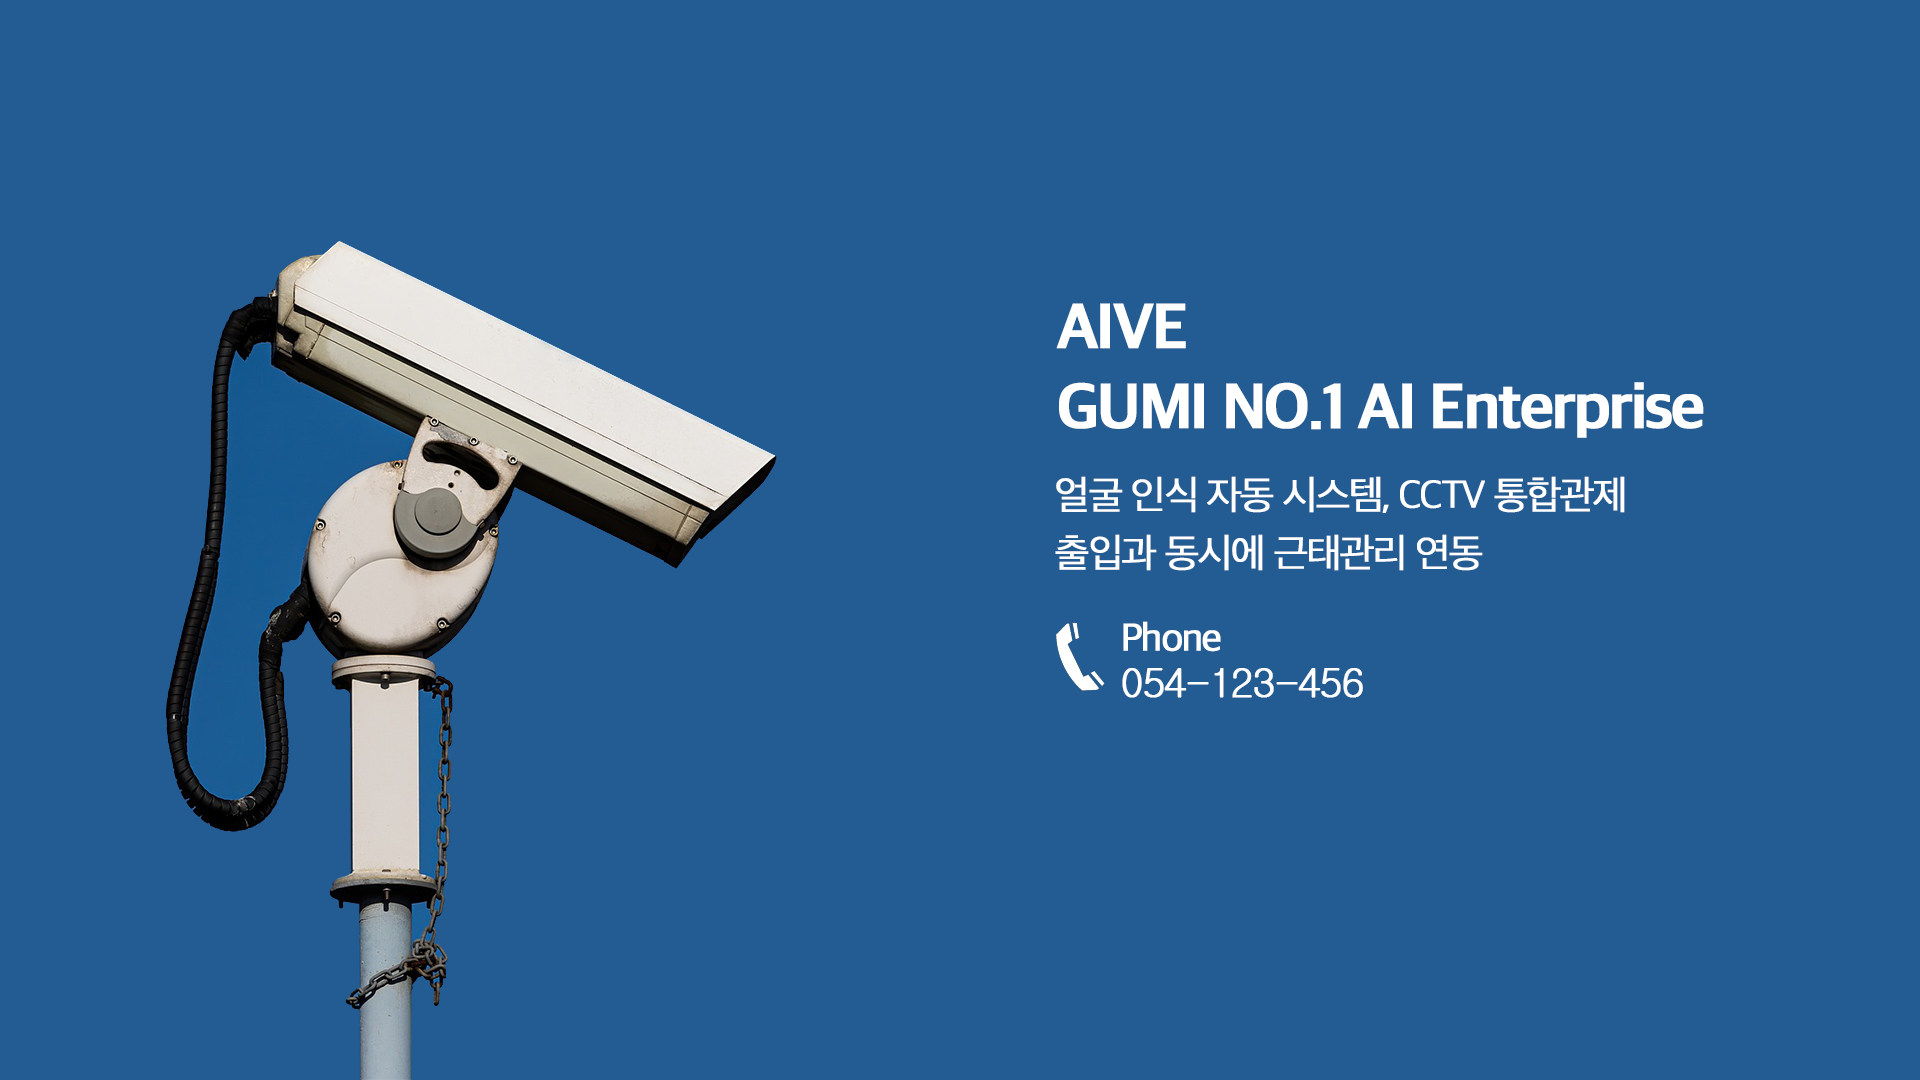 AIVE
GUMI NO.1 AI Enterprise
얼굴 인식 자동 시스템, CCTV 통합관제
출입과 동시에 근태관리 연동
Phone
054-123-456